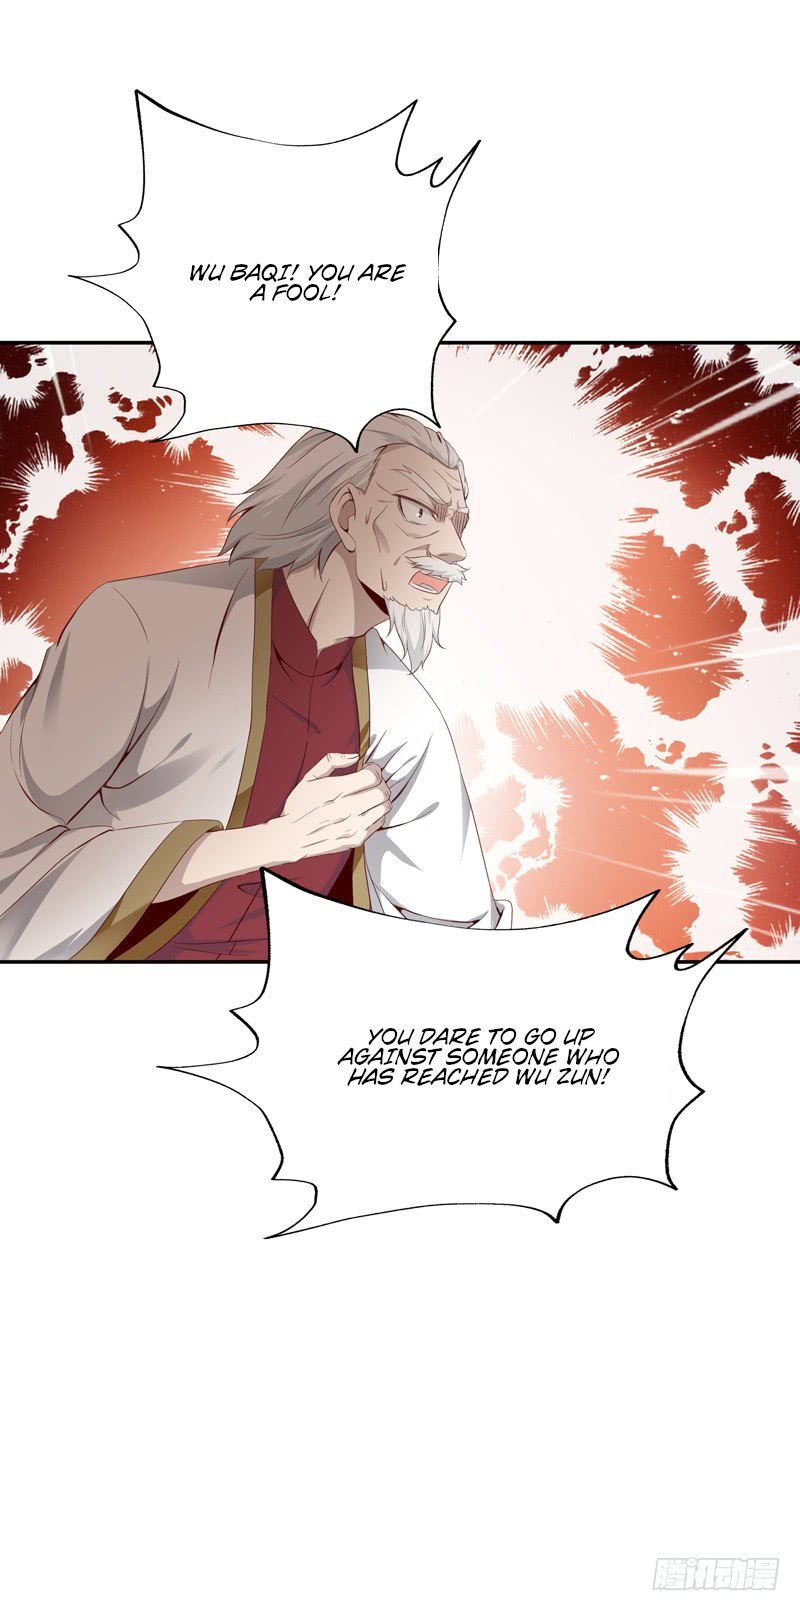 WU BAQI! YOU ARE
A FOOL!
YOU DARE TO GO UP
AGAINST SOMEONE WHO
HAS REACHED WU ZUN!
腾讯动漫